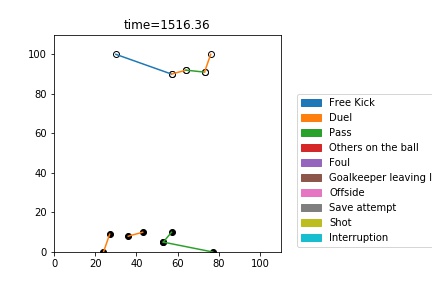 time=1516.36
100
80
60
40
20
0
0 20 40 60 80 100
Free Kick
Duel
Pass
Others on the ball
Foul
Goalkeeper leaving l
Offside
Save attempt
Shot
Interruption